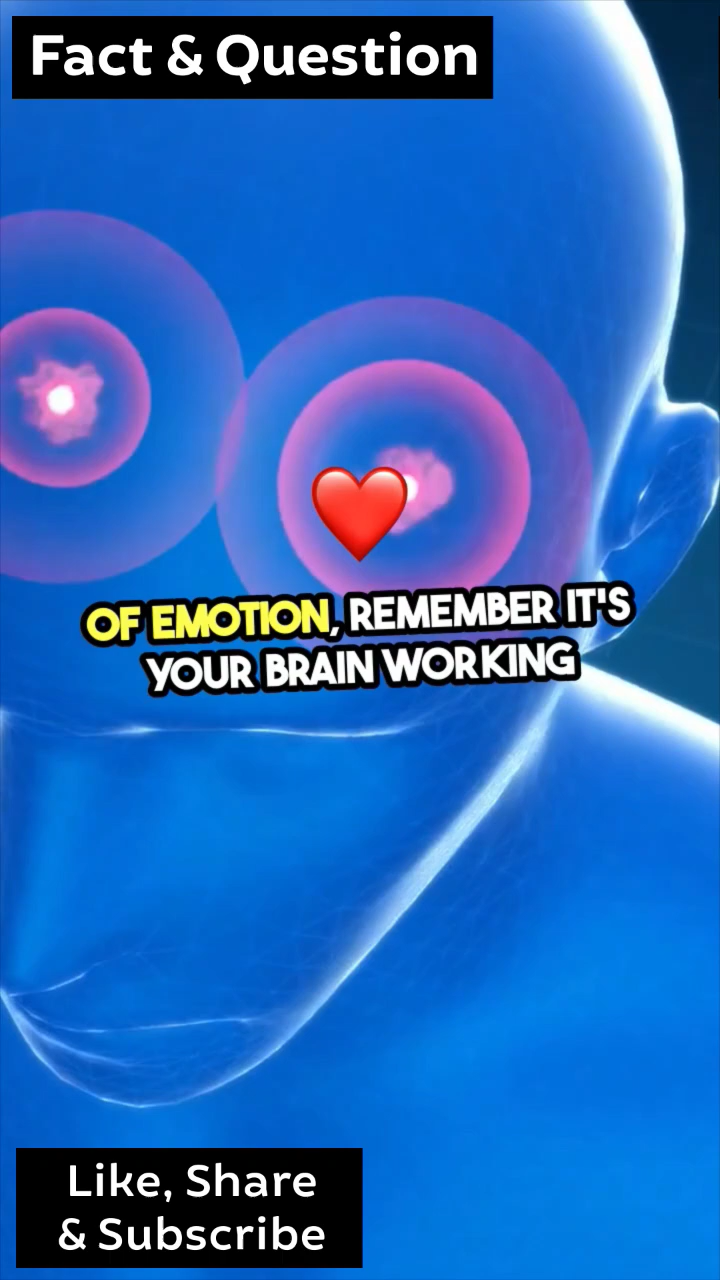 Fact & Question
OF EMOTION, REMEMBER IT'S
YOUR BRAIN WORKING
Like, Share
& Subscribe